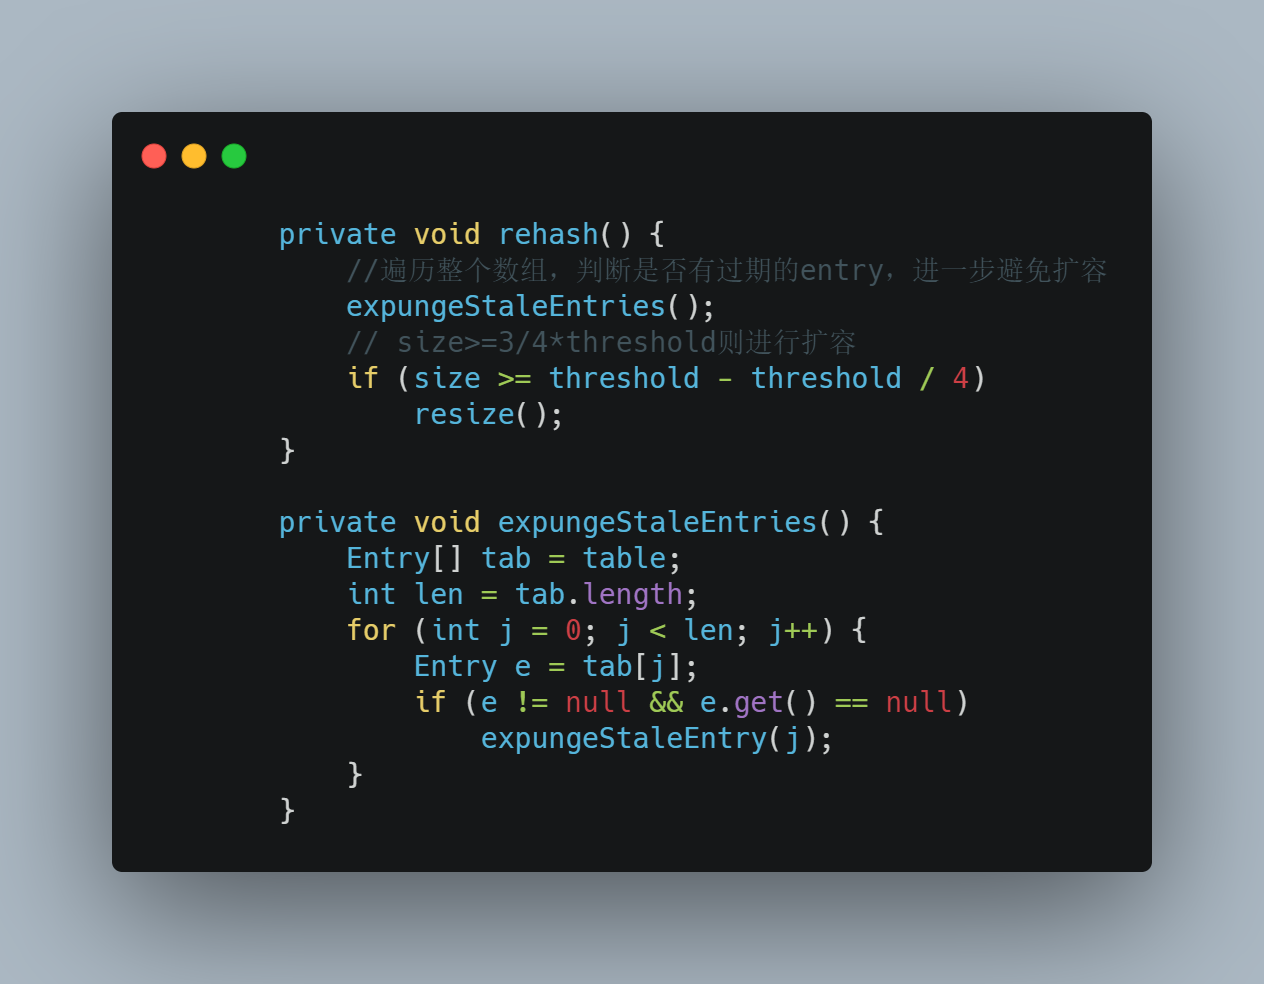 private void rehash() {
//遍历整个数组，判断是否有过期的entry，进一步避免扩容
expungeStaleEntries();
// size>=3/4*threshold则进行扩容
if (size >= threshold - threshold / 4)
resize();
}
private void expungeStaleEntries() {
Entry[] tab = table;
int len = tab.length;
for (int j = 0; j < len; j++) {
Entry e = tab[j];
if (e != null && e.get() == null)
expungeStaleEntry(j);
}
}